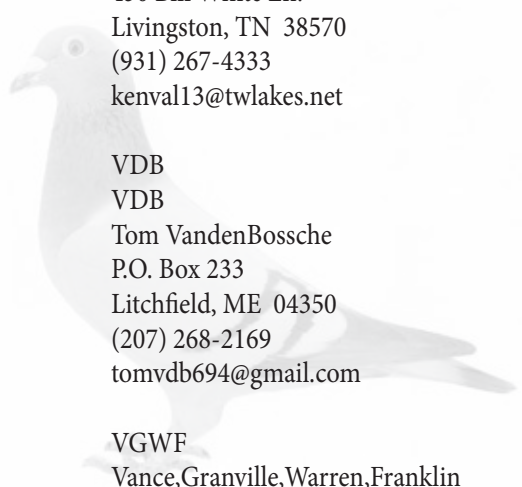 Livingston, TN 38570
(931) 267-4333
kenval13@twlakes.net
VDB
VDB
Tom VandenBossche
P.O. Box 233
Litchfield, ME 04350
(207) 268-2169
tomvdb694@gmail.com
VGWF
Vance,Granville,Warren,Franklin